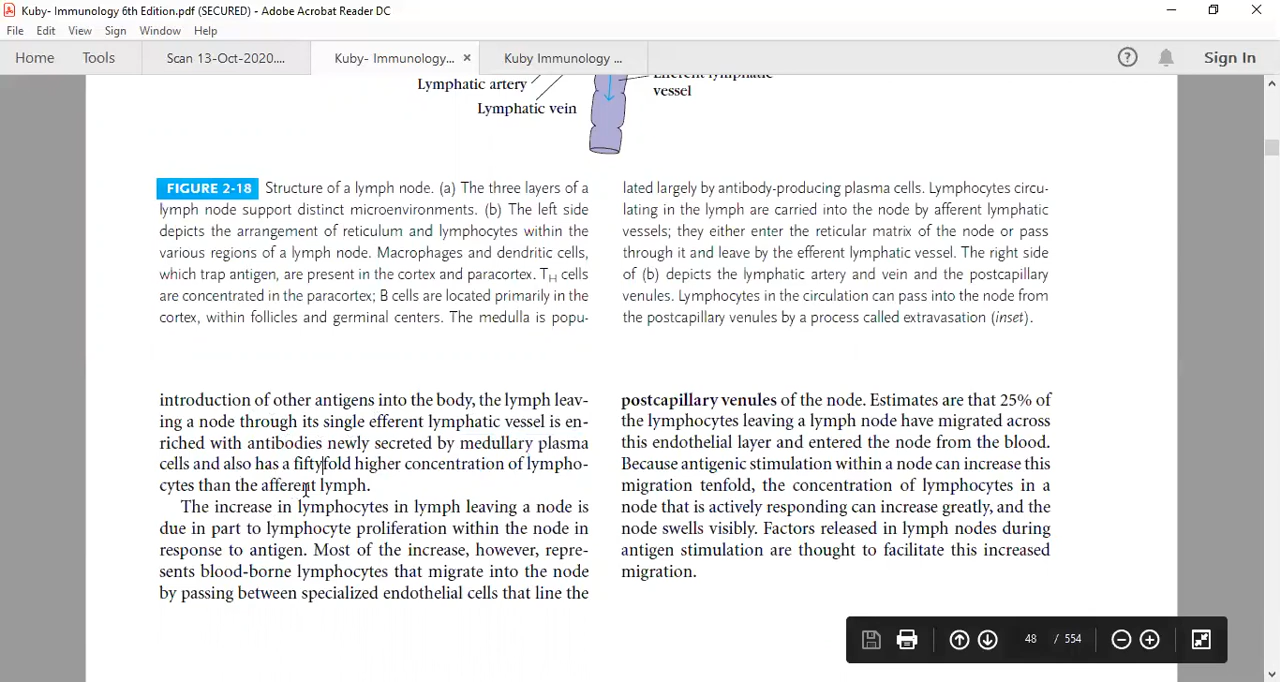 Kuby- Immunology 6th Edition.pdf (SECURED) - Adobe Acrobat Reader DC
File Edit View Sign Window Help
Home Tools Scan 13-Oct-2020.... Kuby- Immunology... × Kuby Immunology ... ? Sign In
Lymphatic artery
Efferent lymphatic
vessel
Lymphatic vein
FIGURE 2-18 Structure of a lymph node. (a) The three layers of a
lymph node support distinct microenvironments. (b) The left side
depicts the arrangement of reticulum and lymphocytes within the
various regions of a lymph node. Macrophages and dendritic cells,
which trap antigen, are present in the cortex and paracortex. TH cells
are concentrated in the paracortex; B cells are located primarily in the
cortex, within follicles and germinal centers. The medulla is popu-
lated largely by antibody-producing plasma cells. Lymphocytes circu-
lating in the lymph are carried into the node by afferent lymphatic
vessels; they either enter the reticular matrix of the node or pass
through it and leave by the efferent lymphatic vessel. The right side
of (b) depicts the lymphatic artery and vein and the postcapillary
venules. Lymphocytes in the circulation can pass into the node from
the postcapillary venules by a process called extravasation (inset).
introduction of other antigens into the body, the lymph leav-
ing a node through its single efferent lymphatic vessel is en-
riched with antibodies newly secreted by medullary plasma
cells and also has a fiftyfold higher concentration of lympho-
cytes than the afferent lymph.
The increase in lymphocytes in lymph leaving a node is
due in part to lymphocyte proliferation within the node in
response to antigen. Most of the increase, however, repre-
sents blood-borne lymphocytes that migrate into the node
by passing between specialized endothelial cells that line the
postcapillary venules of the node. Estimates are that 25% of
the lymphocytes leaving a lymph node have migrated across
this endothelial layer and entered the node from the blood.
Because antigenic stimulation within a node can increase this
migration tenfold, the concentration of lymphocytes in a
node that is actively responding can increase greatly, and the
node swells visibly. Factors released in lymph nodes during
antigen stimulation are thought to facilitate this increased
migration.
48 / 554